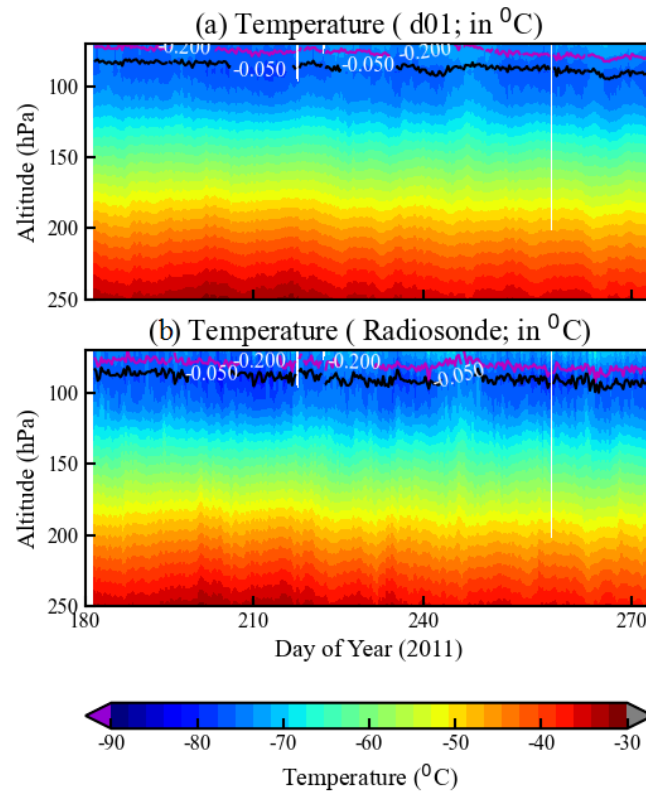 (a) Temperature ( d01; in ⁰C)
-0.200
-0.200
-0.050
-0.050
100
150
200
250
Altitude (hPa)
(b) Temperature ( Radiosonde; in ⁰C)
-0.200
-0.200
-0.050
-0.050
100
150
200
250
Altitude (hPa)
180 210 240 270
Day of Year (2011)
-90 -80 -70 -60 -50 -40 -30
Temperature (⁰C)